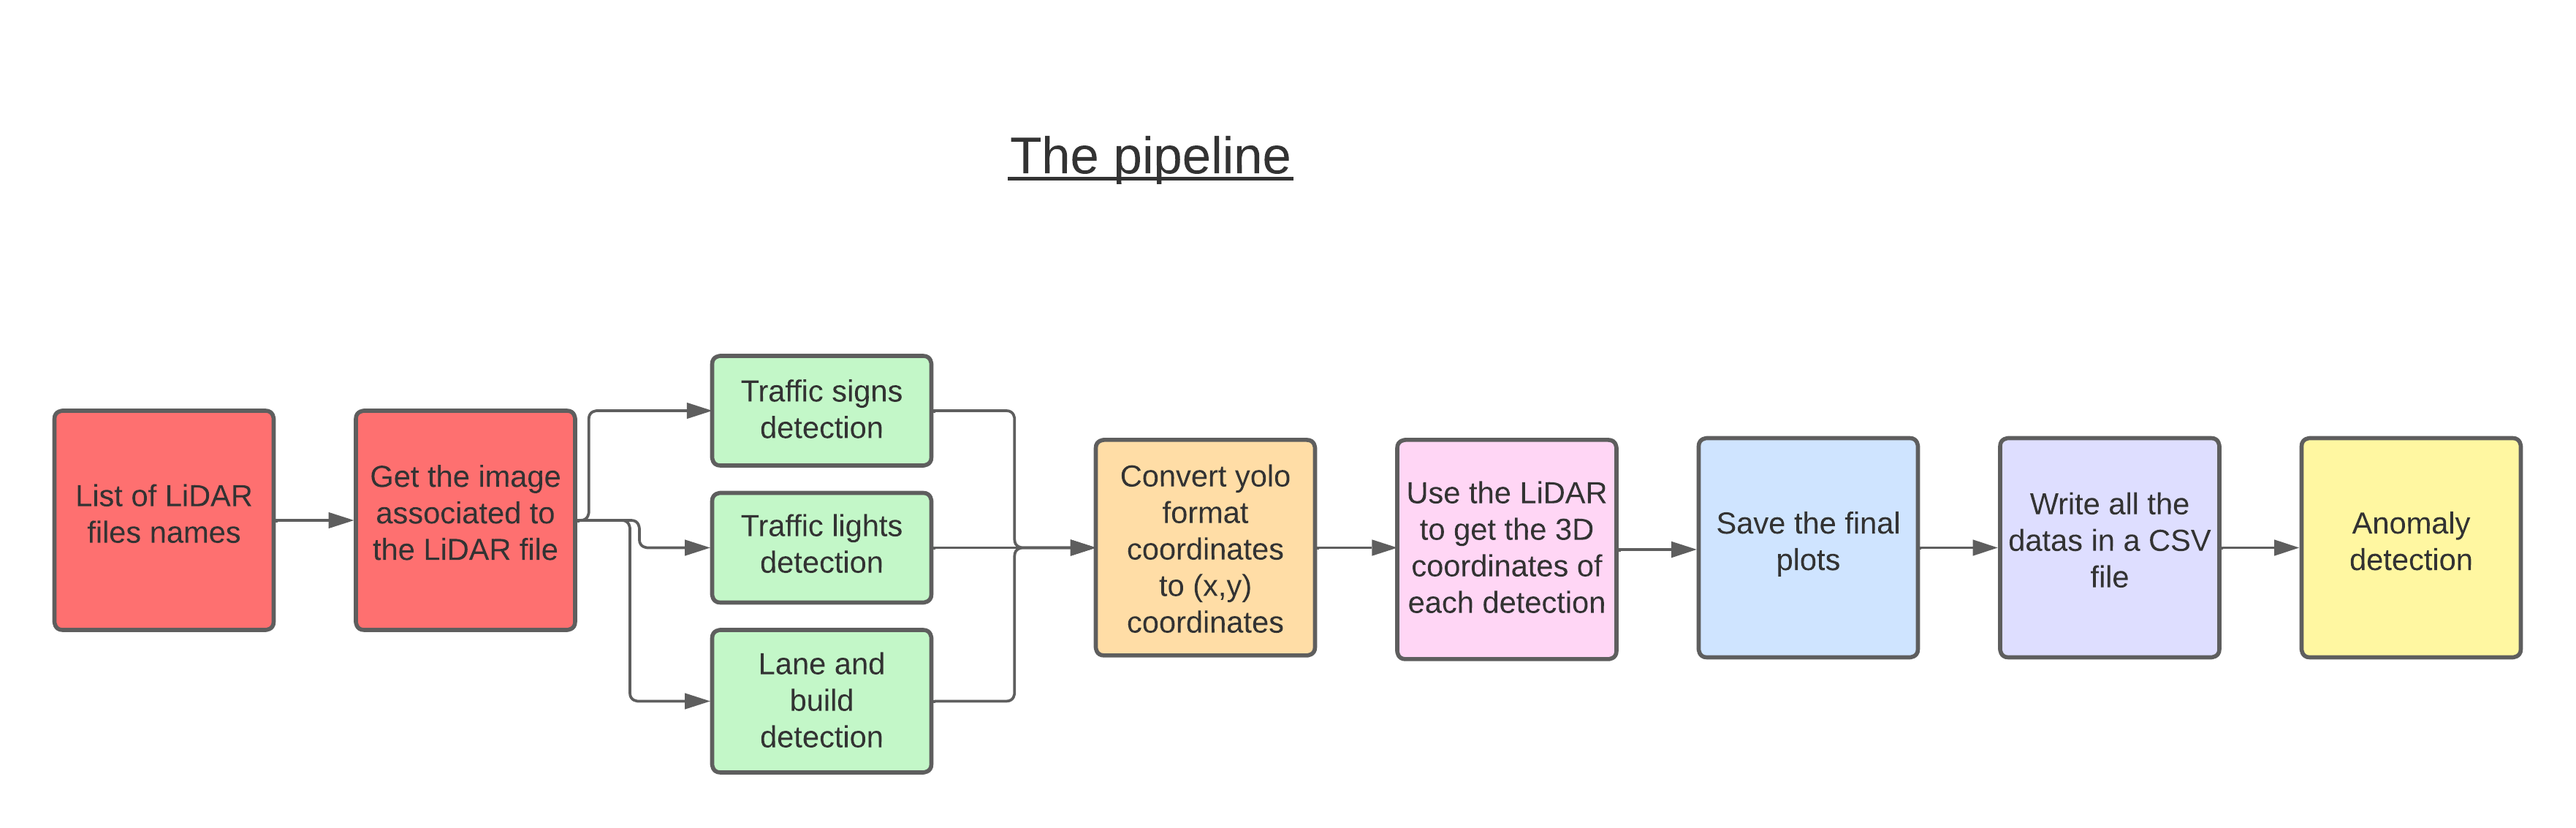 The pipeline
List of LiDAR
files names
Get the image
associated to
the LiDAR file
Traffic signs
detection
Traffic lights
detection
Lane and
build
detection
Convert yolo
format
coordinates
to (x,y)
coordinates
Use the LiDAR
to get the 3D
coordinates of
each detection
Save the final
plots
Write all the
datas in a CSV
file
Anomaly
detection